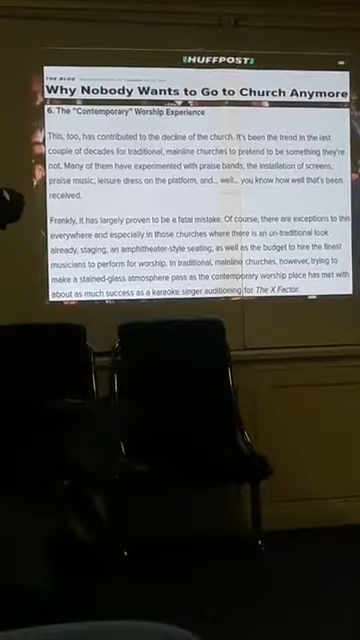 HUFFPOST
THE BLOG
Why Nobody Wants to Go to Church Anymore
6. The "Contemporary" Worship Experience
This, too, has contributed to the decline of the church. It's been the trend in the last
couple of decades for traditional, mainline churches to pretend to be something they're
not. Many of them have experimented with praise bands, the installation of screens,
praise music, leisure dress on the platform, and... well... you know how well that's been
received.
Frankly, it has largely proven to be a fatal mistake. Of course, there are exceptions to this
everywhere and especially in those churches where there is an un-traditional look
already, staging, an amphitheater-style seating, as well as the budget to hire the finest
musicians to perform for worship. In traditional, mainline churches, however, trying to
make a stained-glass atmosphere pass as the contemporary worship place has met with
about as much success as a karaoke singer auditioning for The X Factor.